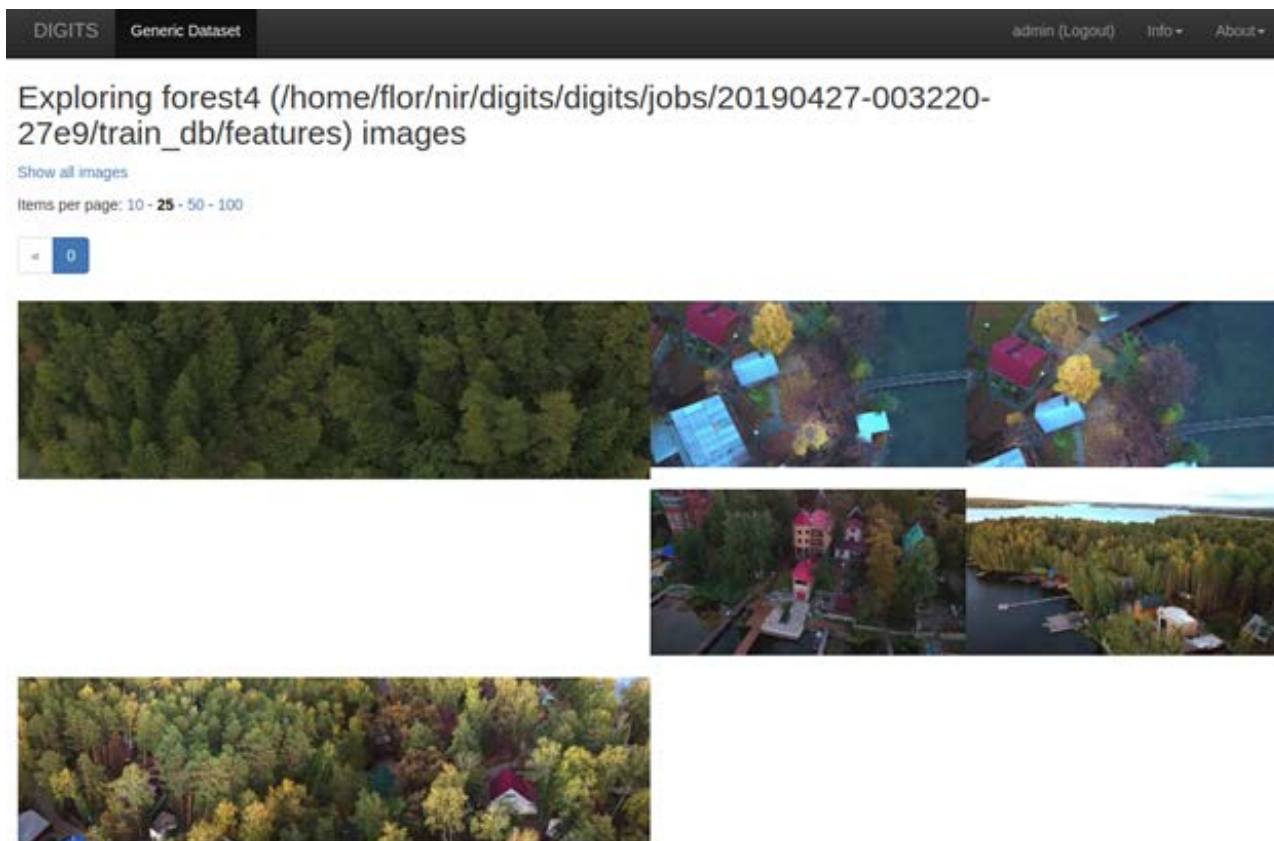 DIGITS Generic Dataset admin (Logout) Info About
Exploring forest4 (/home/flor/nir/digits/digits/jobs/20190427-003220-
27e9/train_db/features) images
Show all images
Items per page: 10 - 25 - 50 - 100
« 0